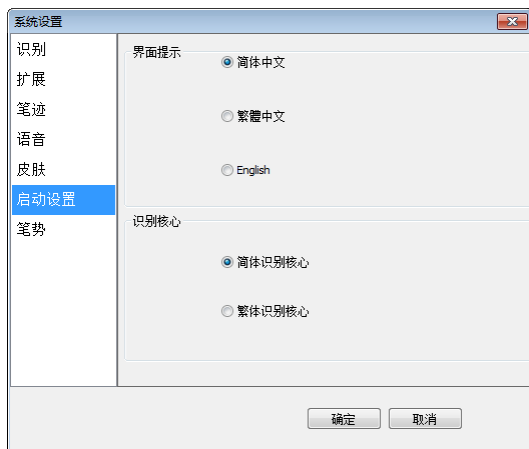 系统设置
识别
扩展
笔迹
语音
皮肤
启动设置
笔势
界面提示
简体中文
繁體中文
English
识别核心
简体识别核心
繁体识别核心
确定
取消